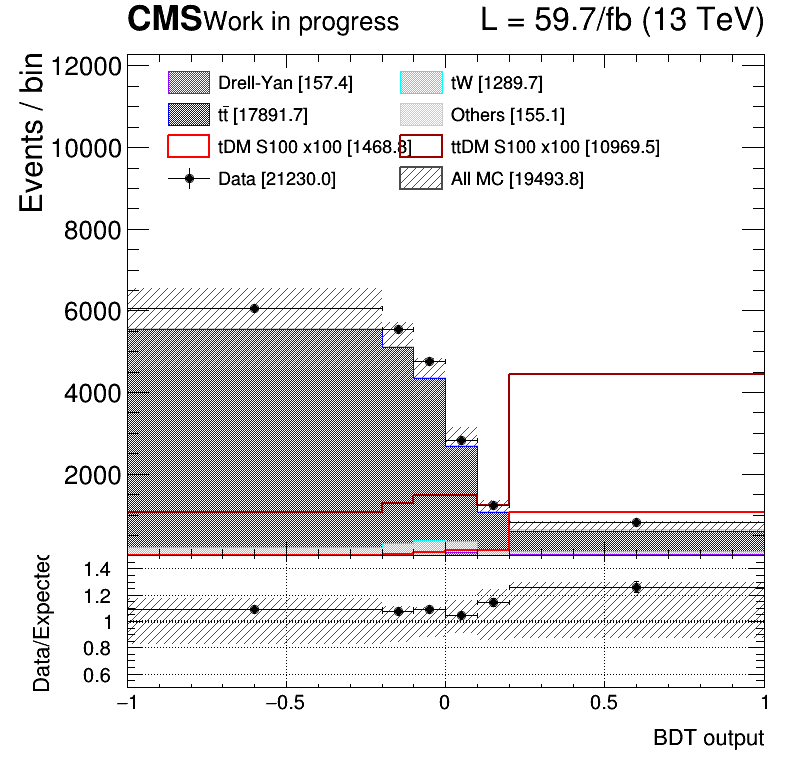 CMS Work in progress L = 59.7/fb (13 TeV)
Events / bin
12000
10000
8000
6000
4000
2000
Drell-Yan [157.4] tW [1289.7]
tt̄ [17891.7] Others [155.1]
tDM S100 x100 [1468.8] ttDM S100 x100 [10969.5]
Data [21230.0] All MC [19493.8]
Data/Expected
1.4
1.2
1
0.8
0.6
−1 −0.5 0 0.5 1
BDT output